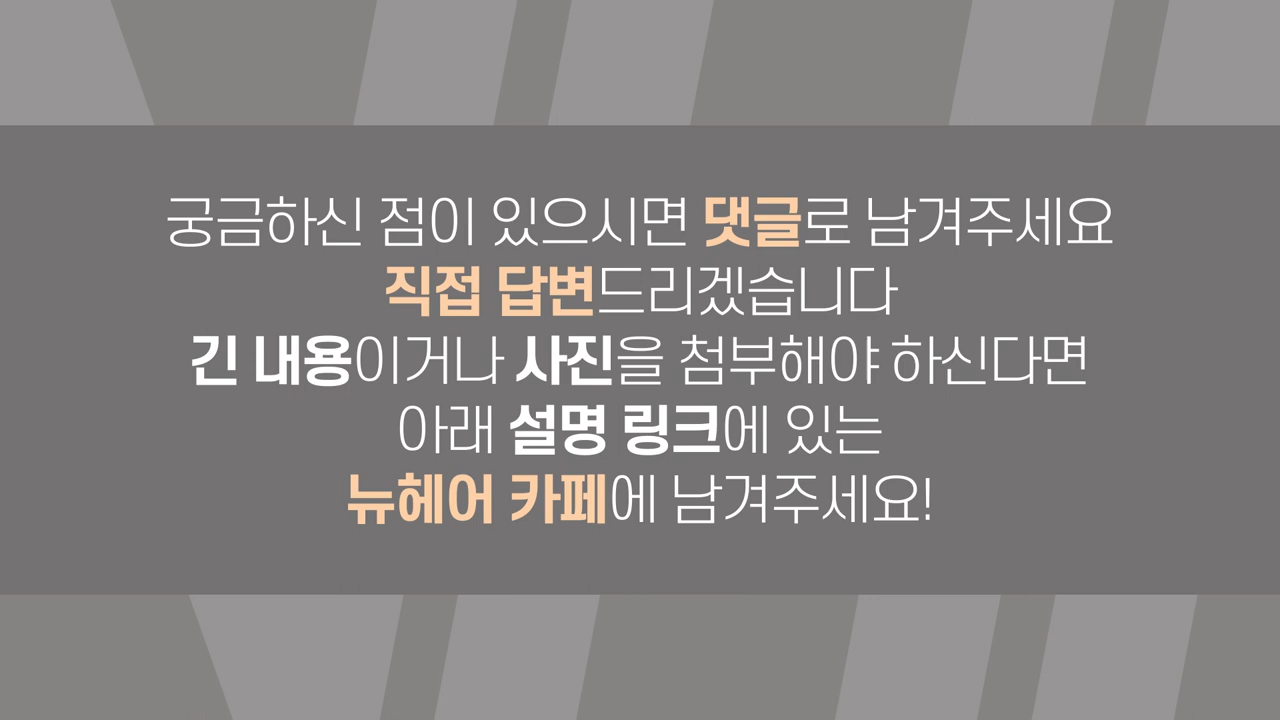 궁금하신 점이 있으시면 댓글로 남겨주세요
직접 답변드리겠습니다
긴 내용이거나 사진을 첨부해야 하신다면
아래 설명 링크에 있는
뉴헤어 카페에 남겨주세요!